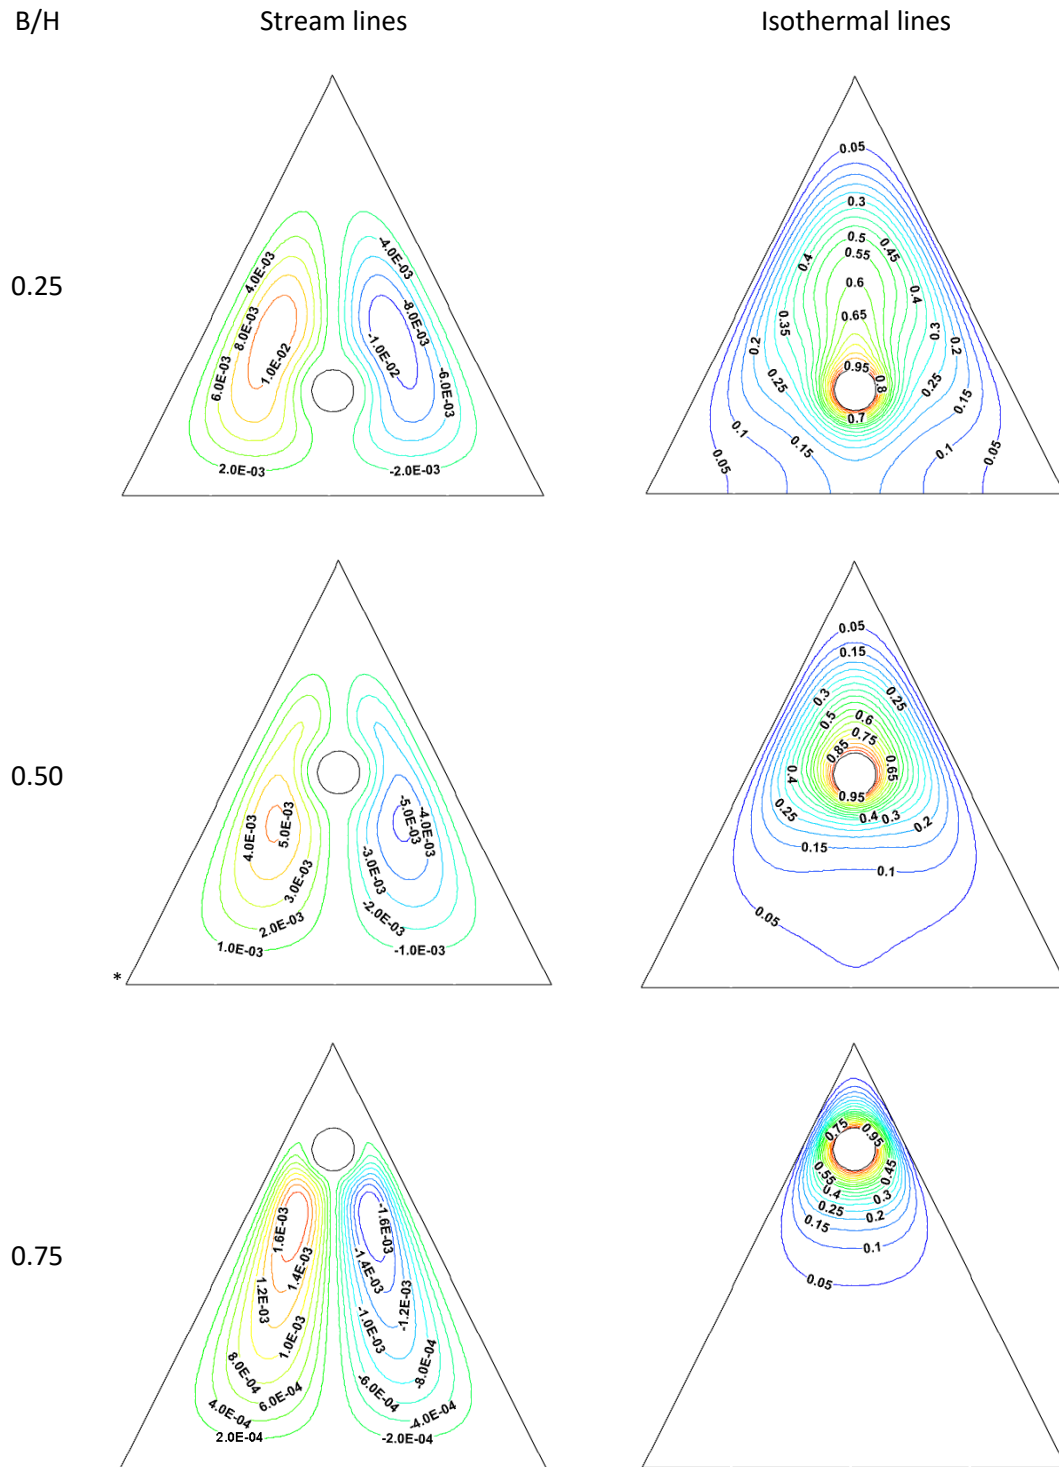 B/H Stream lines Isothermal lines
0.25
4.0E-03
8.0E-03
6.0E-03
1.0E-02
2.0E-03
-4.0E-03
-8.0E-03
-1.0E-02
-6.0E-03
-2.0E-03
0.05
0.3
0.5
0.45
0.55
0.4
0.6
0.4
0.65
0.35
0.3
0.2
0.2
0.95
0.8
0.25
0.25
0.15
0.7
0.1
0.15
0.1
0.05
0.05
0.50
4.0E-03
5.0E-03
3.0E-03
2.0E-03
1.0E-03
-5.0E-03
-4.0E-03
-3.0E-03
-2.0E-03
-1.0E-03
*
0.05
0.15
0.3
0.25
0.5
0.6
0.75
0.85
0.65
0.4
0.95
0.25
0.4
0.3
0.2
0.15
0.1
0.05
0.75
1.6E-03
1.4E-03
1.2E-03
1.0E-03
8.0E-04
6.0E-04
4.0E-04
2.0E-04
-1.6E-03
-1.4E-03
-1.2E-03
-1.0E-03
-8.0E-04
-6.0E-04
-4.0E-04
-2.0E-04
0.75
0.95
0.55
0.45
0.4
0.3
0.25
0.2
0.15
0.1
0.05